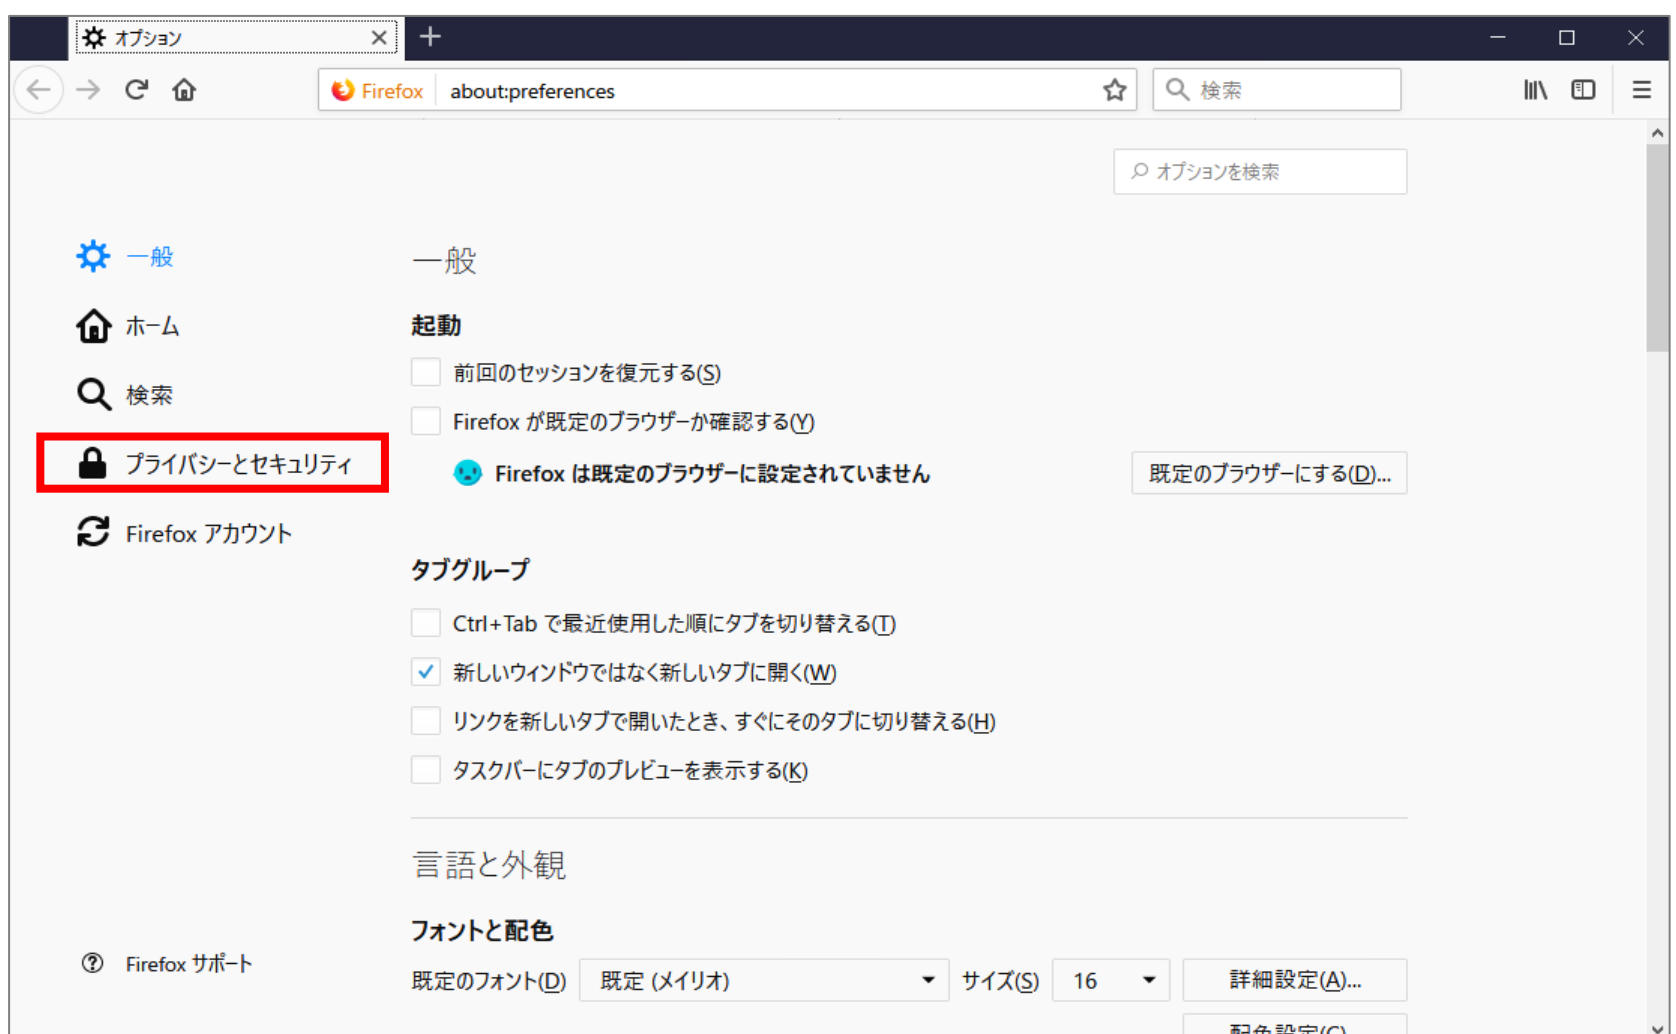 オプション
Firefox about:preferences 検索
オプションを検索
一般
ホーム
検索
プライバシーとセキュリティ
Firefox アカウント
Firefox サポート
一般
起動
前回のセッションを復元する(S)
Firefox が既定のブラウザーか確認する(Y)
Firefox は既定のブラウザーに設定されていません 既定のブラウザーにする(D)...
タブグループ
Ctrl+Tab で最近使用した順にタブを切り替える(T)
新しいウィンドウではなく新しいタブに開く(W)
リンクを新しいタブで開いたとき、すぐにそのタブに切り替える(H)
タスクバーにタブのプレビューを表示する(K)
言語と外観
フォントと配色
既定のフォント(D) 既定 (メイリオ) サイズ(S) 16 詳細設定(A)...
配色設定(C)...